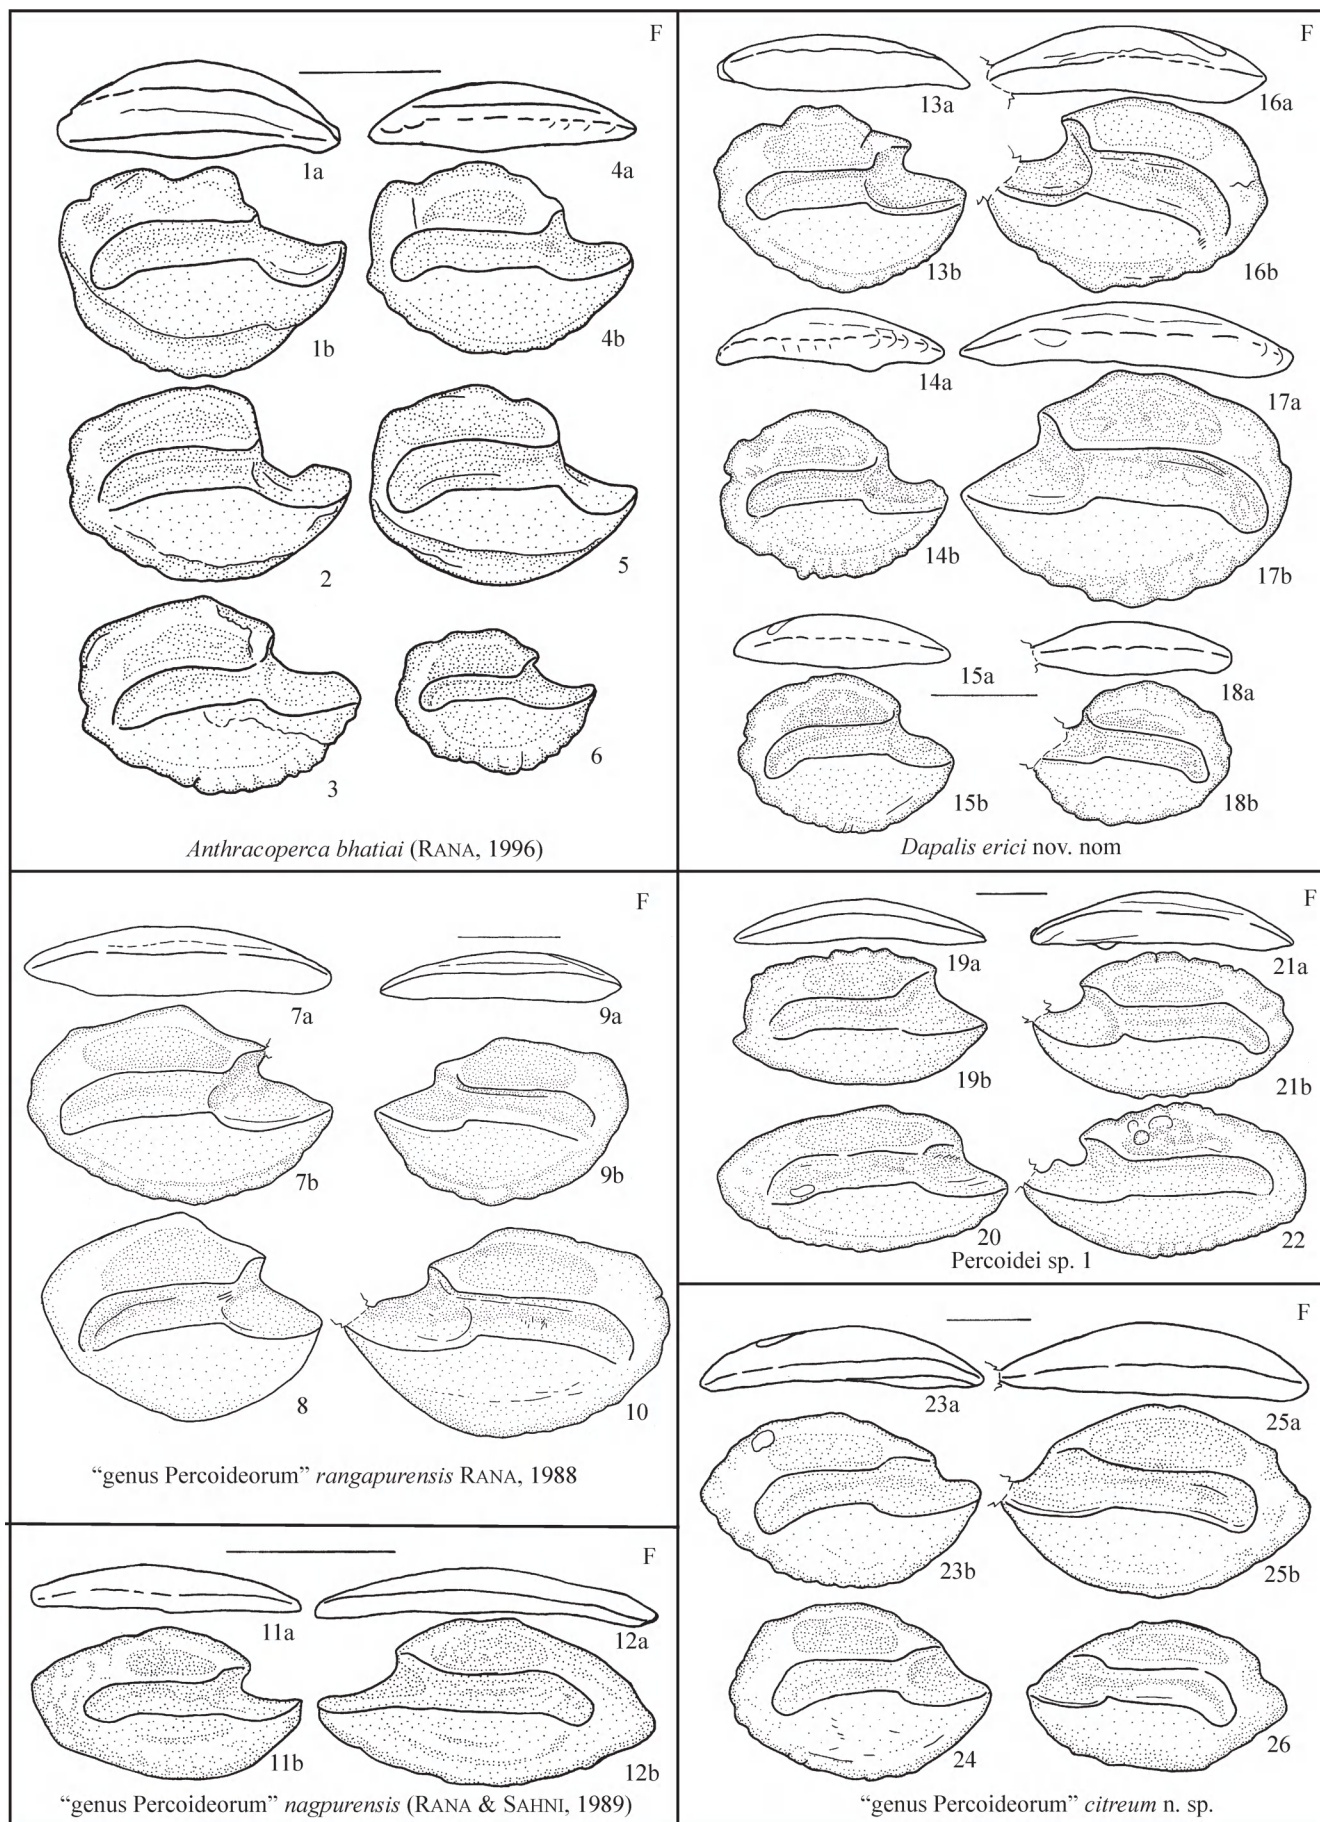 F
1a
4a
1b
4b
2
5
3
6
Anthracoperca bhatiai (RANA, 1996)
F
13a
16a
13b
16b
14a
17a
14b
17b
15a
18a
15b
18b
Dapalis erici nov. nom
F
7a
9a
7b
9b
8
10
“genus Percoideorum” rangapurensis RANA, 1988
F
19a
21a
19b
21b
20
22
Percoidei sp. 1
F
11a
12a
11b
12b
“genus Percoideorum” nagpurensis (RANA & SAHNI, 1989)
F
23a
25a
23b
25b
24
26
“genus Percoideorum” citreum n. sp.